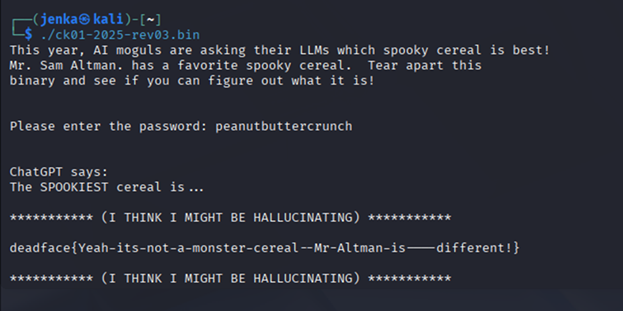 ┌──(jenka㉿kali)-[~]
└─$ ./ck01-2025-rev03.bin
This year, AI moguls are asking their LLMs which spooky cereal is best!
Mr. Sam Altman. has a favorite spooky cereal.  Tear apart this
binary and see if you can figure out what it is!
Please enter the password: peanutbuttercrunch
ChatGPT says:
The SPOOKIEST cereal is...
*********** (I THINK I MIGHT BE HALLUCINATING) ***********
deadface{Yeah-its-not-a-monster-cereal--Mr-Altman-is----different!}
*********** (I THINK I MIGHT BE HALLUCINATING) ***********